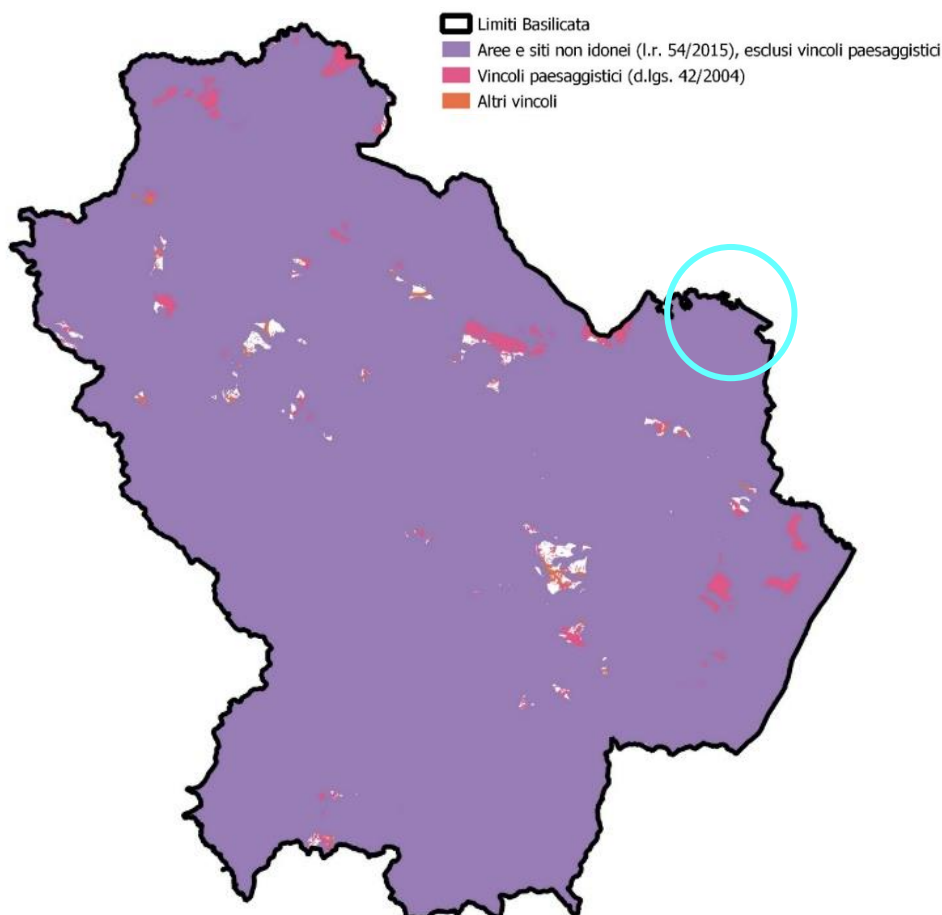 Limiti Basilicata
Aree e siti non idonei (l.r. 54/2015), esclusi vincoli paesaggistici
Vincoli paesaggistici (d.lgs. 42/2004)
Altri vincoli